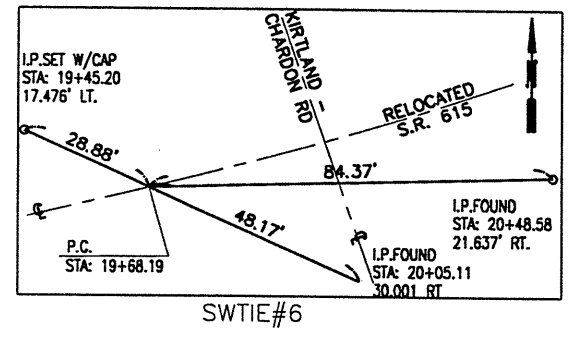 I.P.SET W/CAP
STA: 19+45.20
17.476' LT.
KIRTLAND -
CHARDON RD
RELOCATED
S.R. 615
28.88'
84.37'
48.17'
P.C.
STA: 19+68.19
I.P.FOUND
STA: 20+48.58
21.637' RT.
I.P.FOUND
STA: 20+05.11
30.001 RT
SWTIE#6